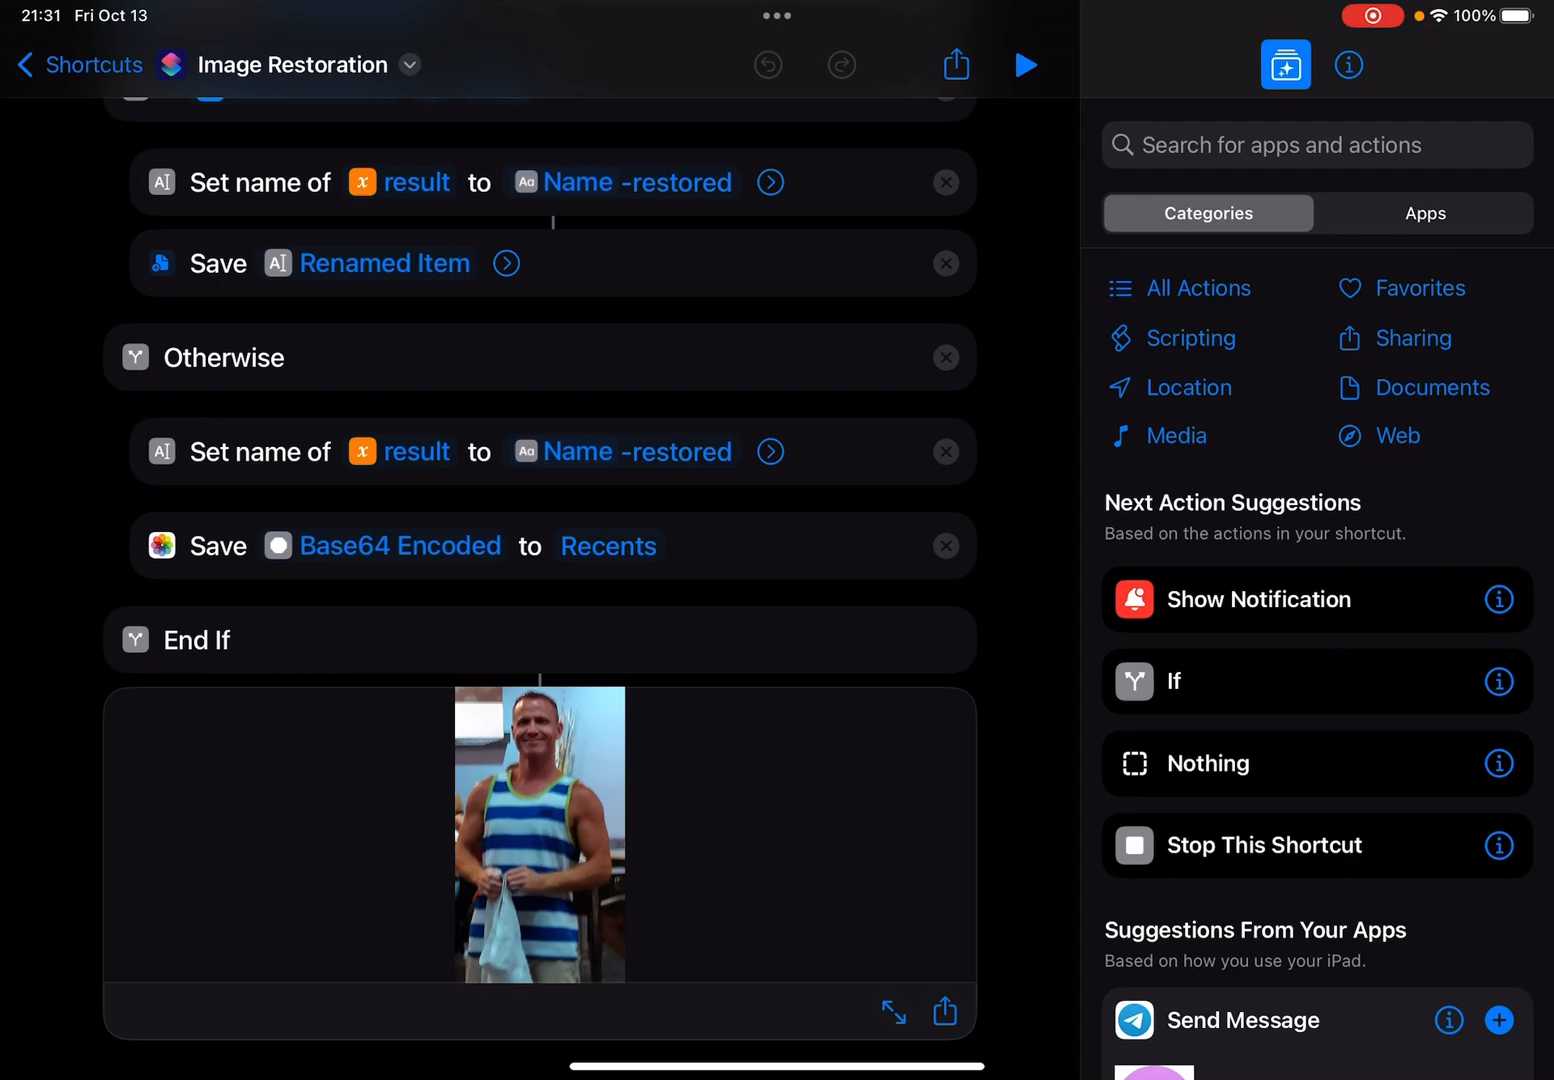 21:31 Fri Oct 13
100%
Shortcuts
Image Restoration
Set name of x result to Aa Name -restored
Save AI Renamed Item
Otherwise
Set name of x result to Aa Name -restored
Save Base64 Encoded to Recents
End If
Search for apps and actions
Categories Apps
All Actions Favorites
Scripting Sharing
Location Documents
Media Web
Next Action Suggestions
Based on the actions in your shortcut.
Show Notification
If
Nothing
Stop This Shortcut
Suggestions From Your Apps
Based on how you use your iPad.
Send Message